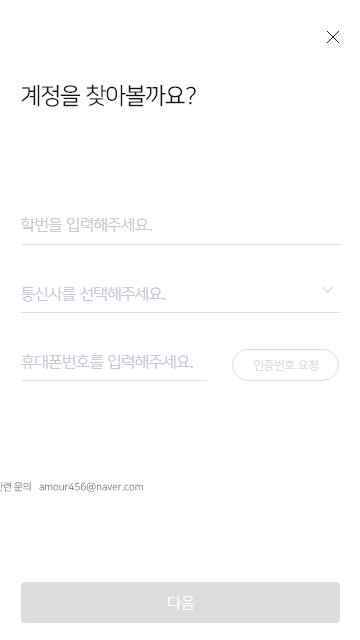 계정을 찾아볼까요?
학번을 입력해주세요.
통신사를 선택해주세요.
휴대폰번호를 입력해주세요.
인증번호 요청
문의 amour456@naver.com
다음